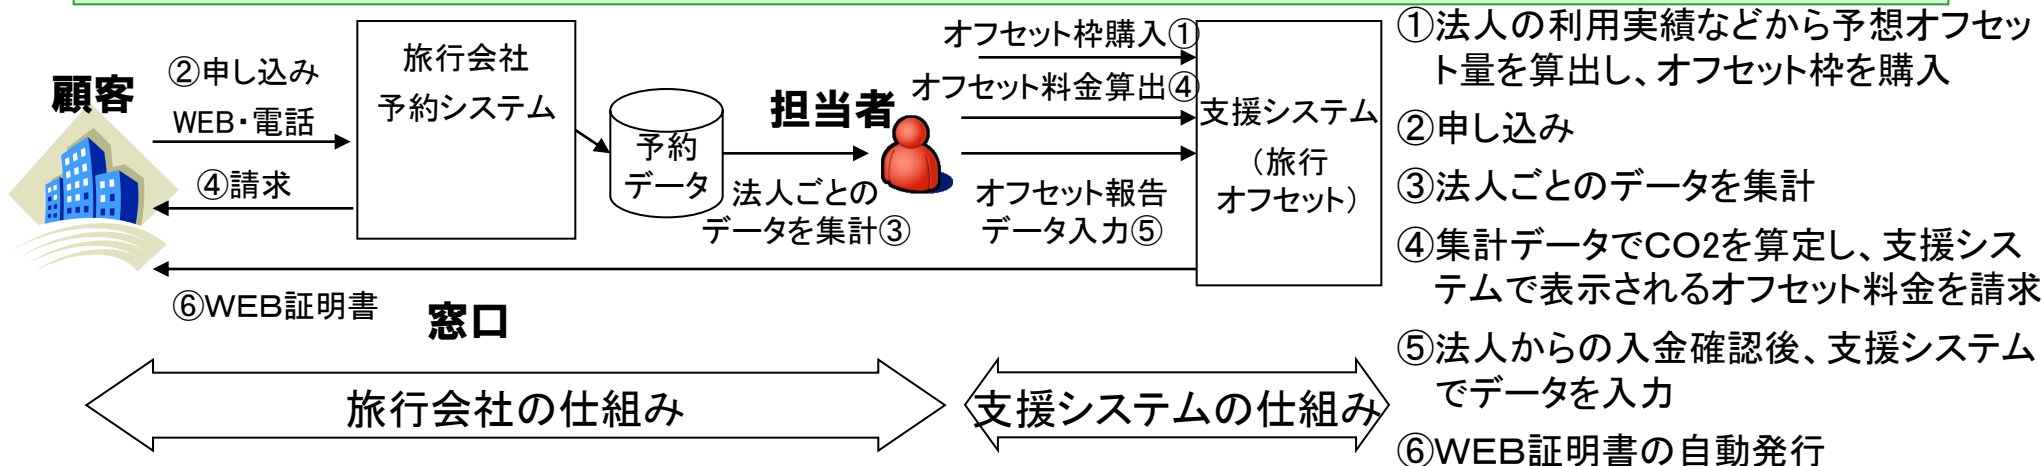 顧客
②申し込み
WEB・電話
④請求
旅行会社
予約システム
予約
データ
担当者
法人ごとの
データを集計③
オフセット枠購入①
オフセット料金算出④
オフセット報告
データ入力⑤
支援システム
(旅行
オフセット)
⑥WEB証明書
窓口
旅行会社の仕組み
支援システムの仕組み
①法人の利用実績などから予想オフセッ
ト量を算出し、オフセット枠を購入
②申し込み
③法人ごとのデータを集計
④集計データでCO2を算定し、支援シス
テムで表示されるオフセット料金を請求
⑤法人からの入金確認後、支援システム
でデータを入力
⑥WEB証明書の自動発行